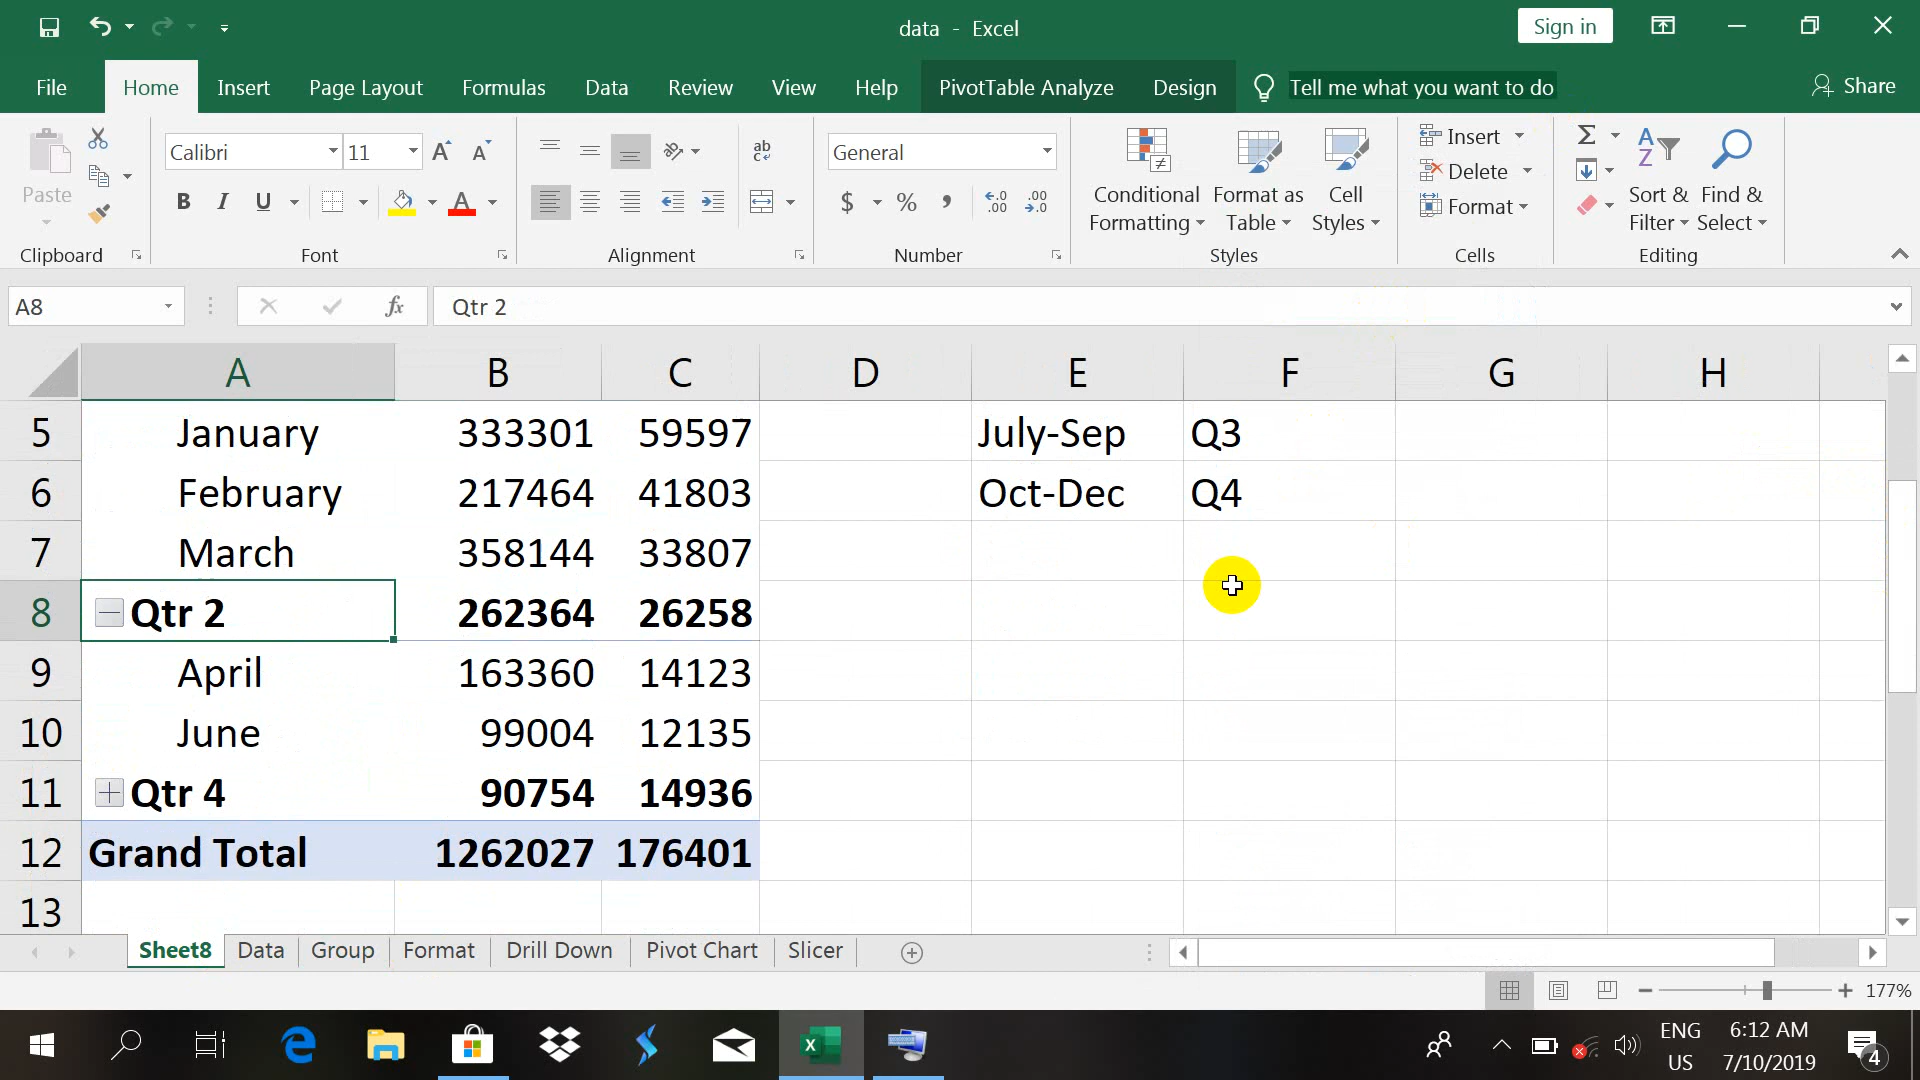 data - Excel
Sign in
File Home Insert Page Layout Formulas Data Review View Help PivotTable Analyze Design Tell me what you want to do Share
Paste
Clipboard
Calibri 11
B I U A
Font
ab
Alignment
General
$ % ,
Number
Conditional Formatting
Format as Table
Cell Styles
Styles
Insert
Delete
Format
Cells
Sort & Filter
Find & Select
Editing
A8 fx Qtr 2
A B C D E F G H
5 January 333301 59597 July-Sep Q3
6 February 217464 41803 Oct-Dec Q4
7 March 358144 33807
8 Qtr 2 262364 26258
9 April 163360 14123
10 June 99004 12135
11 Qtr 4 90754 14936
12 Grand Total 1262027 176401
13
Sheet8 Data Group Format Drill Down Pivot Chart Slicer
177%
ENG 6:12 AM
US 7/10/2019 4